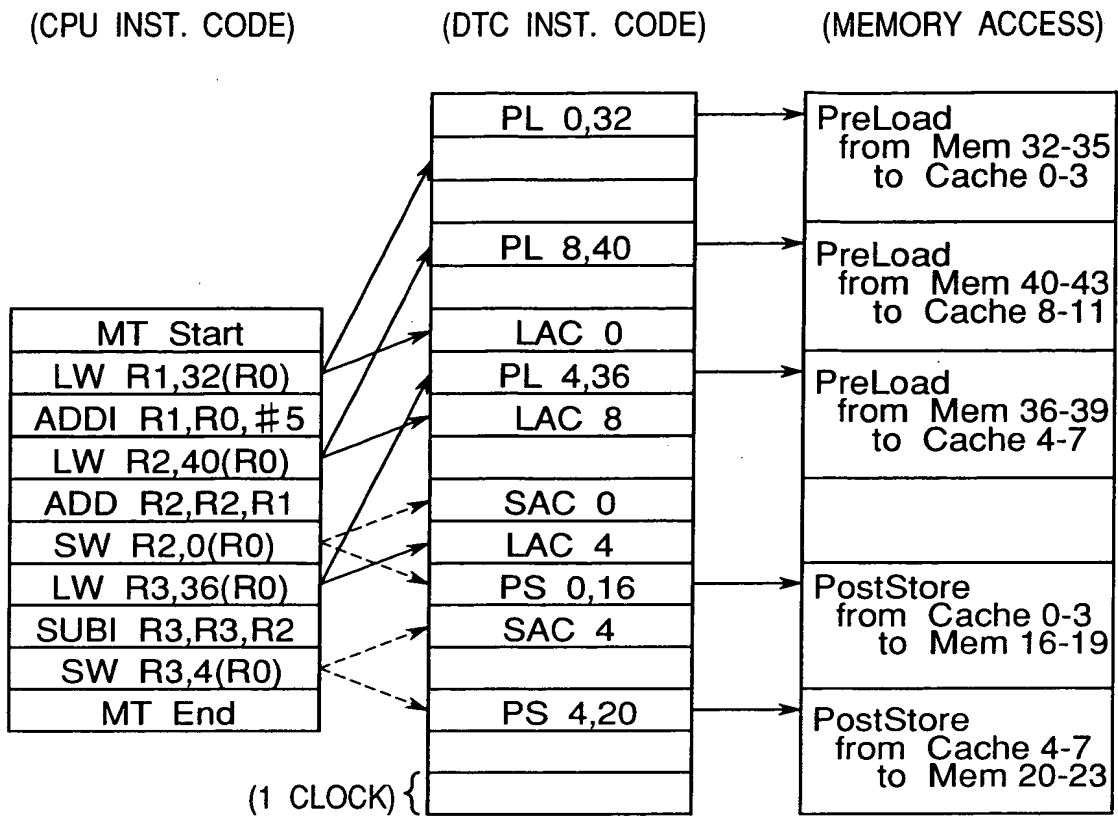 (CPU INST. CODE)
(DTC INST. CODE)
(MEMORY ACCESS)
MT Start
LW R1,32(R0)
ADDI R1,R0,#5
LW R2,40(R0)
ADD R2,R2,R1
SW R2,0(R0)
LW R3,36(R0)
SUBI R3,R3,R2
SW R3,4(R0)
MT End
PL 0,32
PL 8,40
LAC 0
PL 4,36
LAC 8
SAC 0
LAC 4
PS 0,16
SAC 4
PS 4,20
(1 CLOCK)
PreLoad
from Mem 32-35
to Cache 0-3
PreLoad
from Mem 40-43
to Cache 8-11
PreLoad
from Mem 36-39
to Cache 4-7
PostStore
from Cache 0-3
to Mem 16-19
PostStore
from Cache 4-7
to Mem 20-23